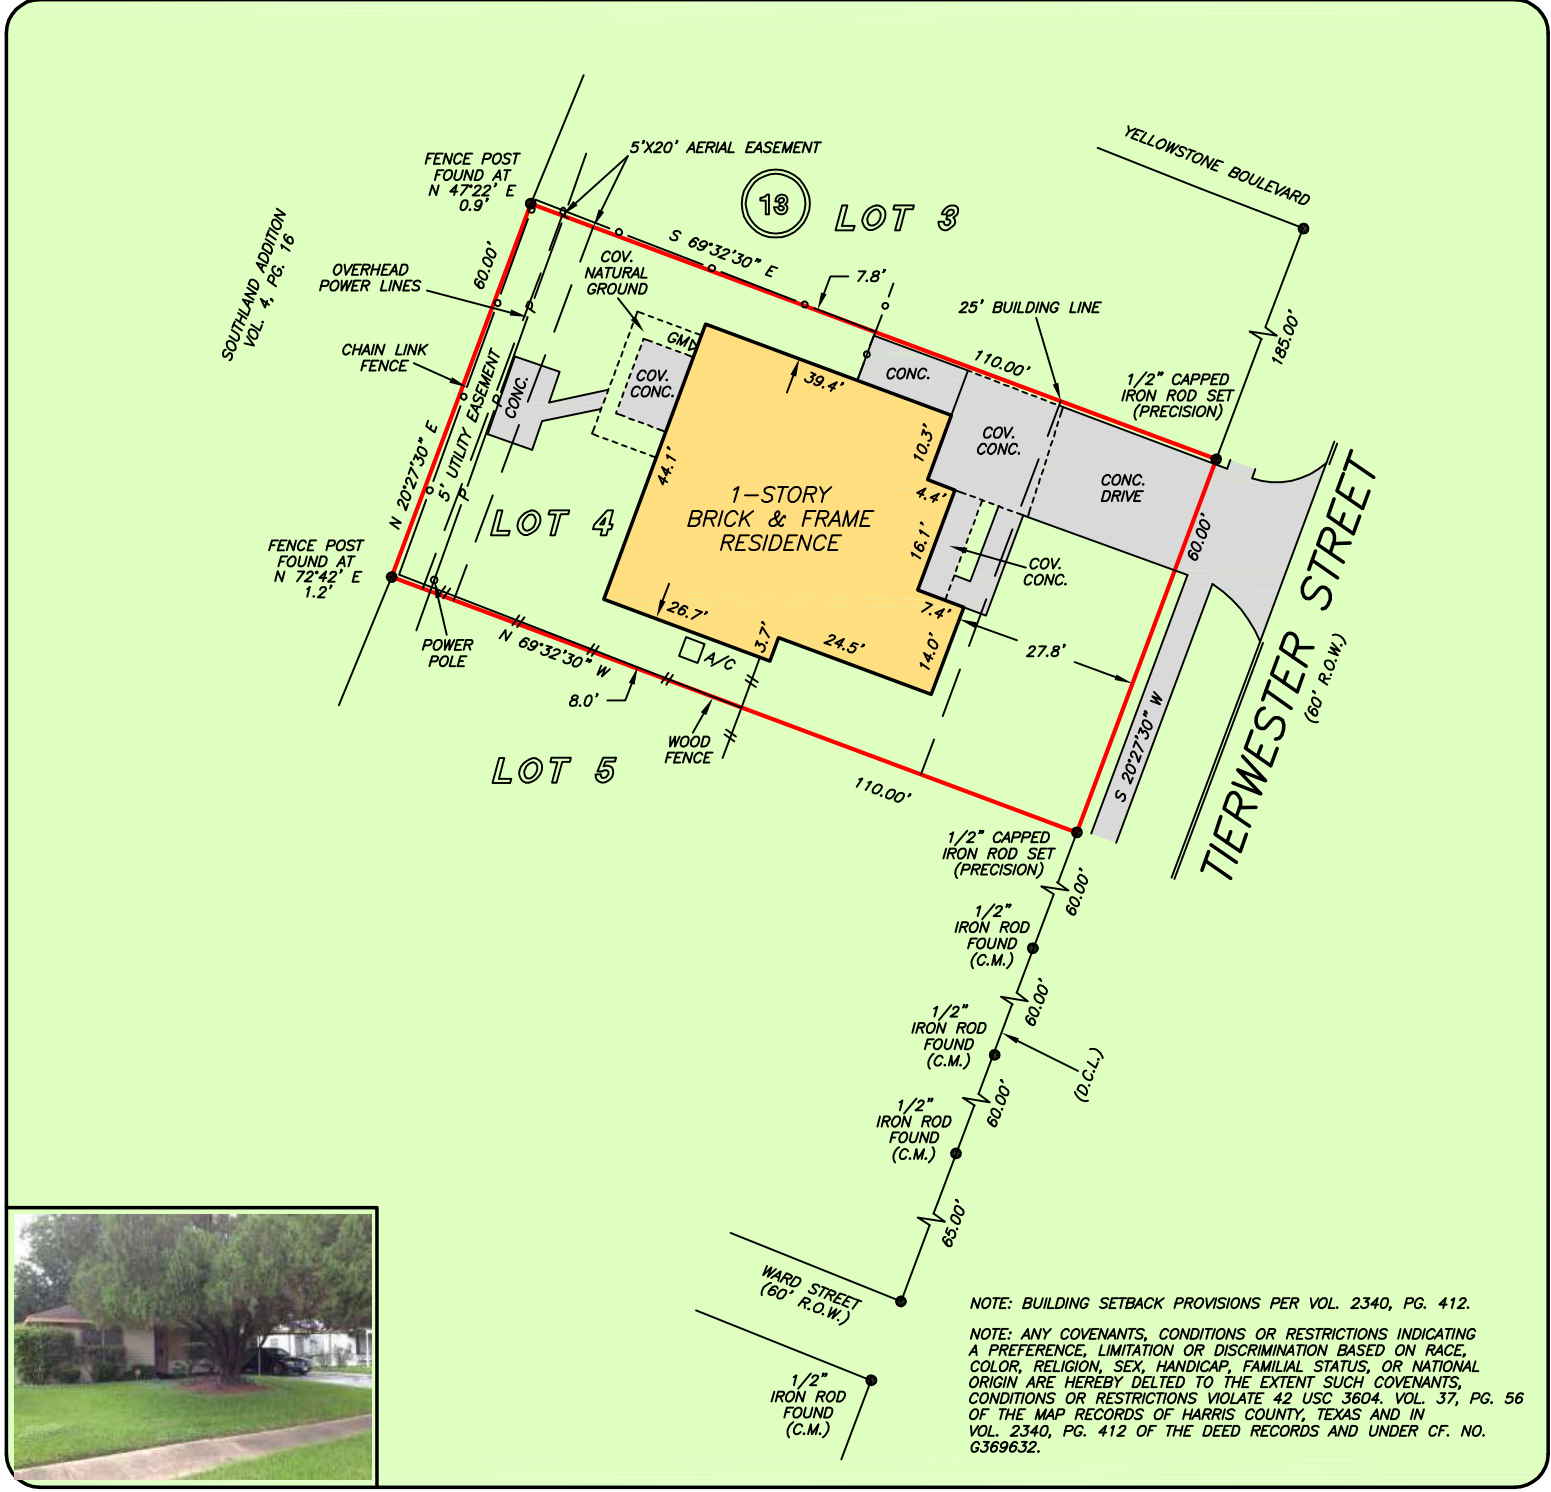 YELLOWSTONE BOULEVARD
5'X20' AERIAL EASEMENT
FENCE POST
FOUND AT
N 47°22' E
0.9'
13
LOT 3
SOUTHLAND ADDITION
VOL. 4, PG. 16
60.00'
S 69°32'30" E
COV.
NATURAL
GROUND
OVERHEAD
POWER LINES
7.8'
25' BUILDING LINE
185.00'
P
GM
CHAIN LINK
FENCE
110.00'
1/2" CAPPED
IRON ROD SET
(PRECISION)
CONC.
COV.
CONC.
39.4'
CONC.
P
N 20°27'30" E
5' UTILITY EASEMENT
P
44.1'
10.3'
COV.
CONC.
4.4'
CONC.
DRIVE
1-STORY
BRICK & FRAME
RESIDENCE
LOT 4
16.1'
60.00'
COV.
CONC.
FENCE POST
FOUND AT
N 72°42' E
1.2'
7.4'
26.7'
3.7'
24.5'
14.0'
27.8'
POWER
POLE
N 69°32'30" W
A/C
8.0'
WOOD
FENCE
LOT 5
110.00'
S 20°27'30" W
TIERWESTER STREET
(60' R.O.W.)
1/2" CAPPED
IRON ROD SET
(PRECISION)
60.00'
1/2"
IRON ROD
FOUND
(C.M.)
60.00'
1/2"
IRON ROD
FOUND
(C.M.)
(D.C.L.)
60.00'
1/2"
IRON ROD
FOUND
(C.M.)
65.00'
WARD STREET
(60' R.O.W.)
1/2"
IRON ROD
FOUND
(C.M.)
NOTE: BUILDING SETBACK PROVISIONS PER VOL. 2340, PG. 412.
NOTE: ANY COVENANTS, CONDITIONS OR RESTRICTIONS INDICATING
A PREFERENCE, LIMITATION OR DISCRIMINATION BASED ON RACE,
COLOR, RELIGION, SEX, HANDICAP, FAMILIAL STATUS, OR NATIONAL
ORIGIN ARE HEREBY DELTED TO THE EXTENT SUCH COVENANTS,
CONDITIONS OR RESTRICTIONS VIOLATE 42 USC 3604. VOL. 37, PG. 56
OF THE MAP RECORDS OF HARRIS COUNTY, TEXAS AND IN
VOL. 2340, PG. 412 OF THE DEED RECORDS AND UNDER CF. NO.
G369632.